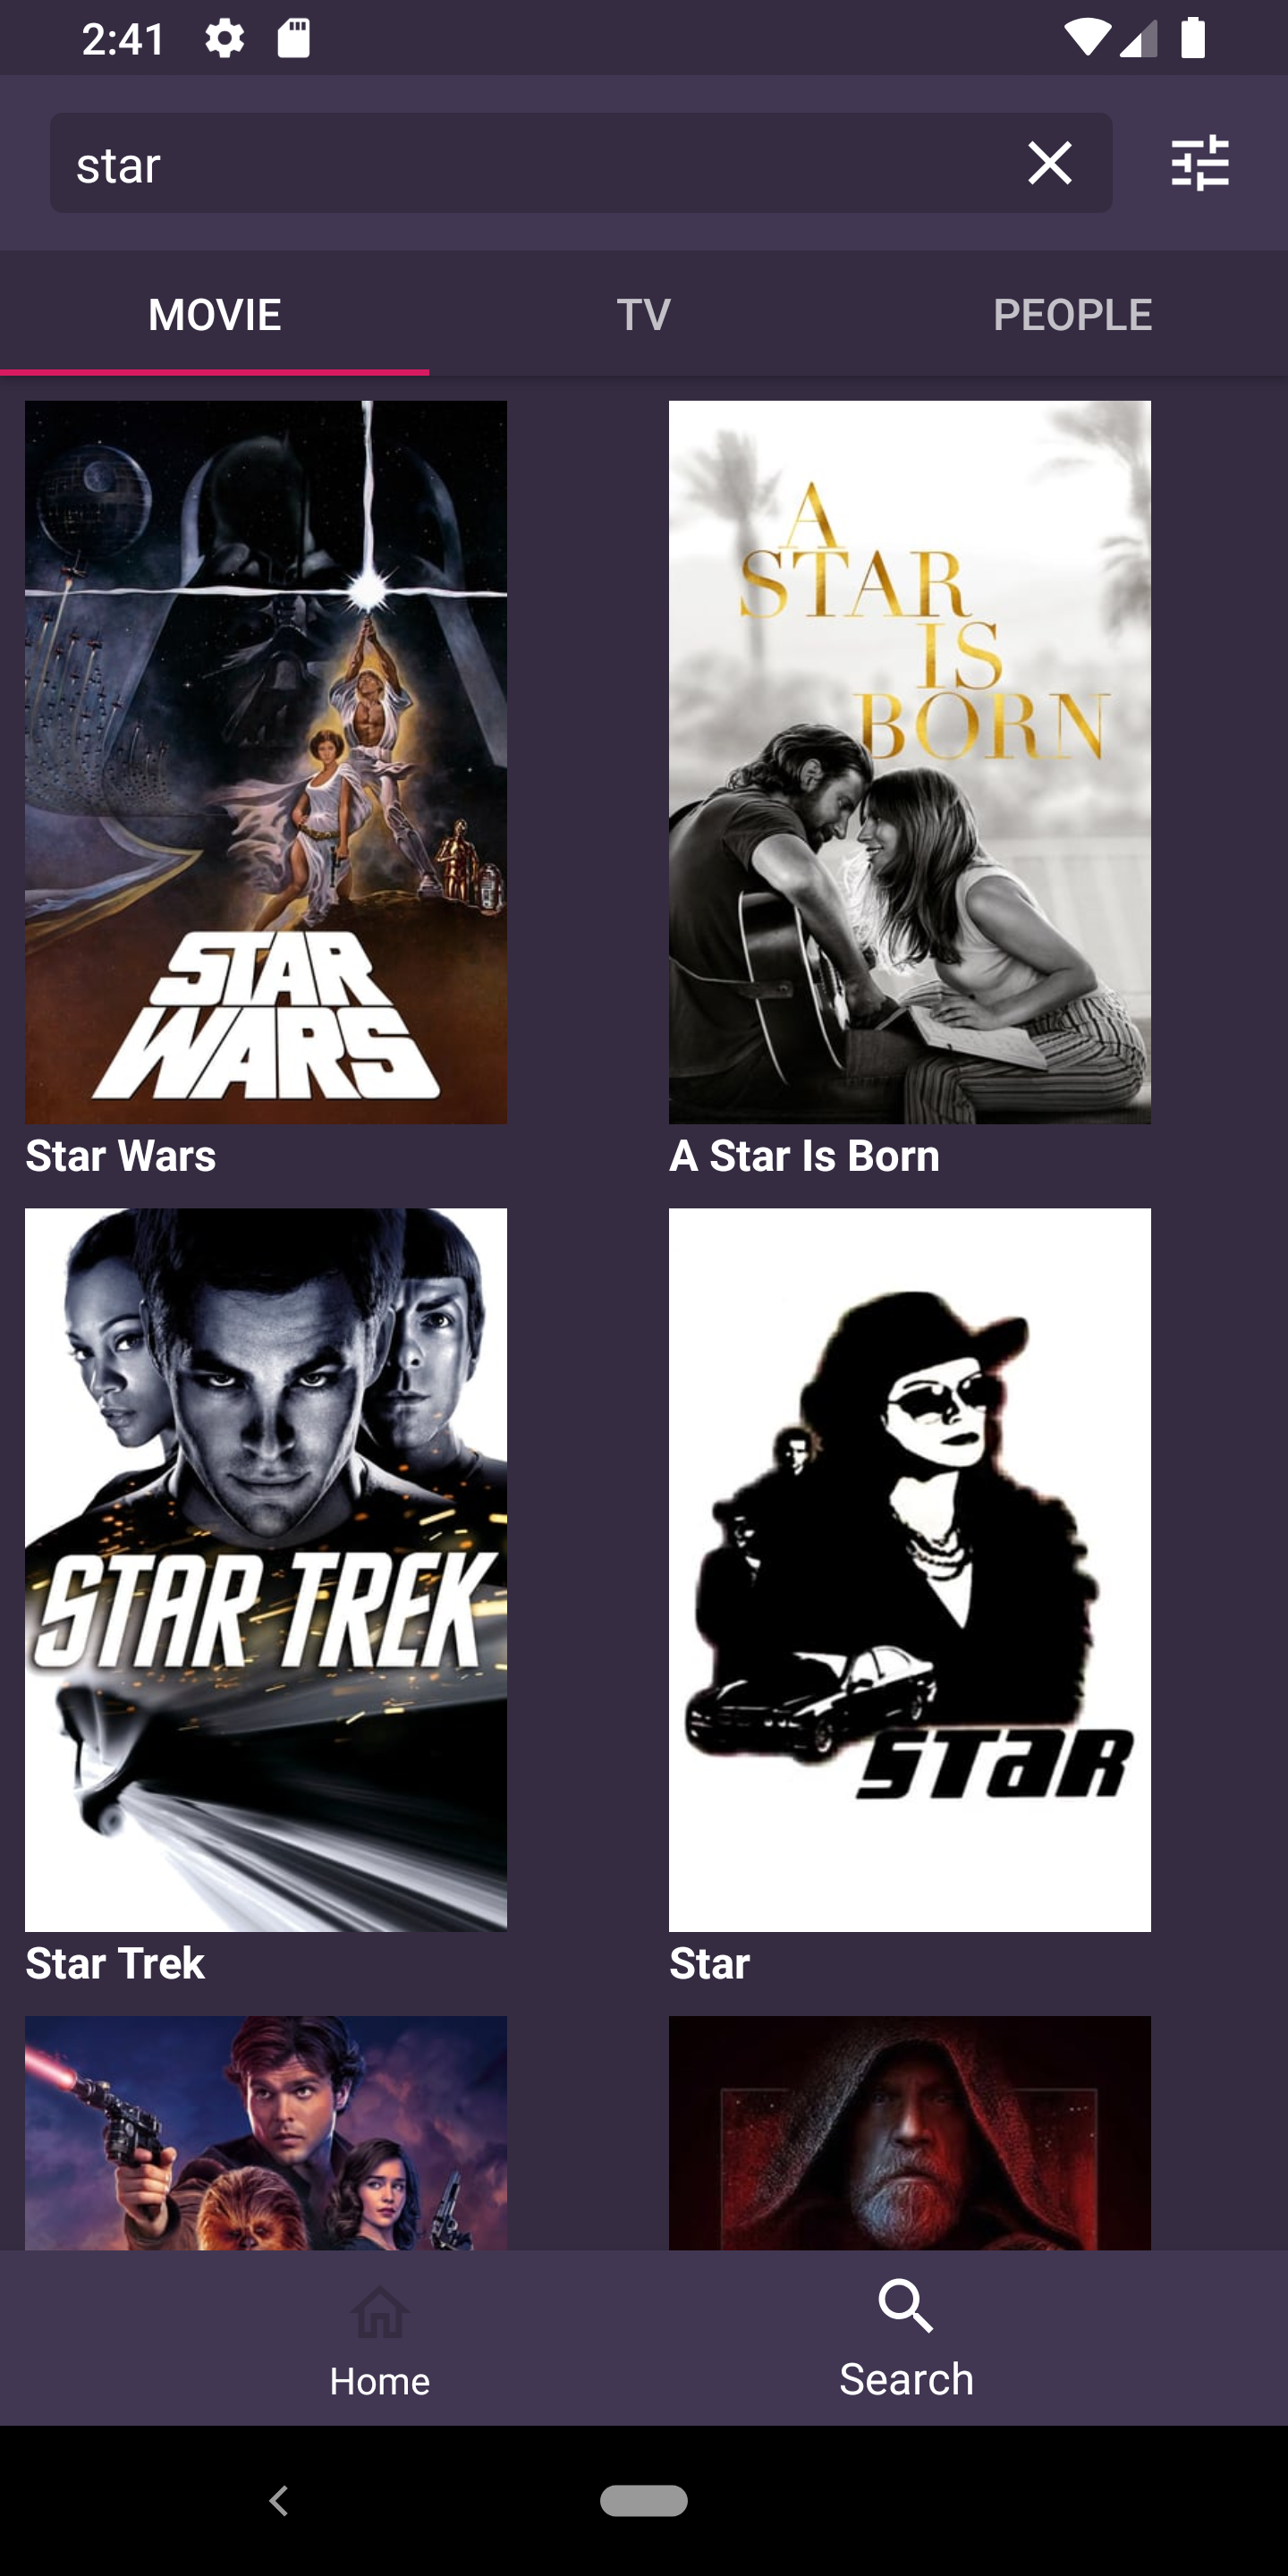 2:41
star
MOVIE TV PEOPLE
STAR
WARS
A
STAR
IS
BORN
Star Wars
A Star Is Born
STAR TREK
STaR
Star Trek
Star
Home
Search